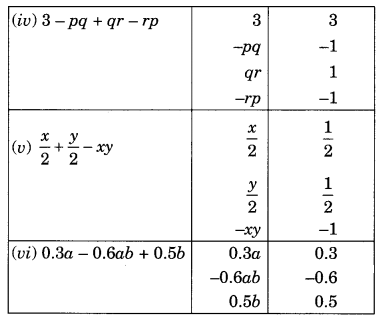 (iv) 3 – pq + qr – rp 3 3
–pq –1
qr 1
–rp –1
(v) x/2 + y/2 – xy x/2 1/2
y/2 1/2
–xy –1
(vi) 0.3a – 0.6ab + 0.5b 0.3a 0.3
–0.6ab –0.6
0.5b 0.5